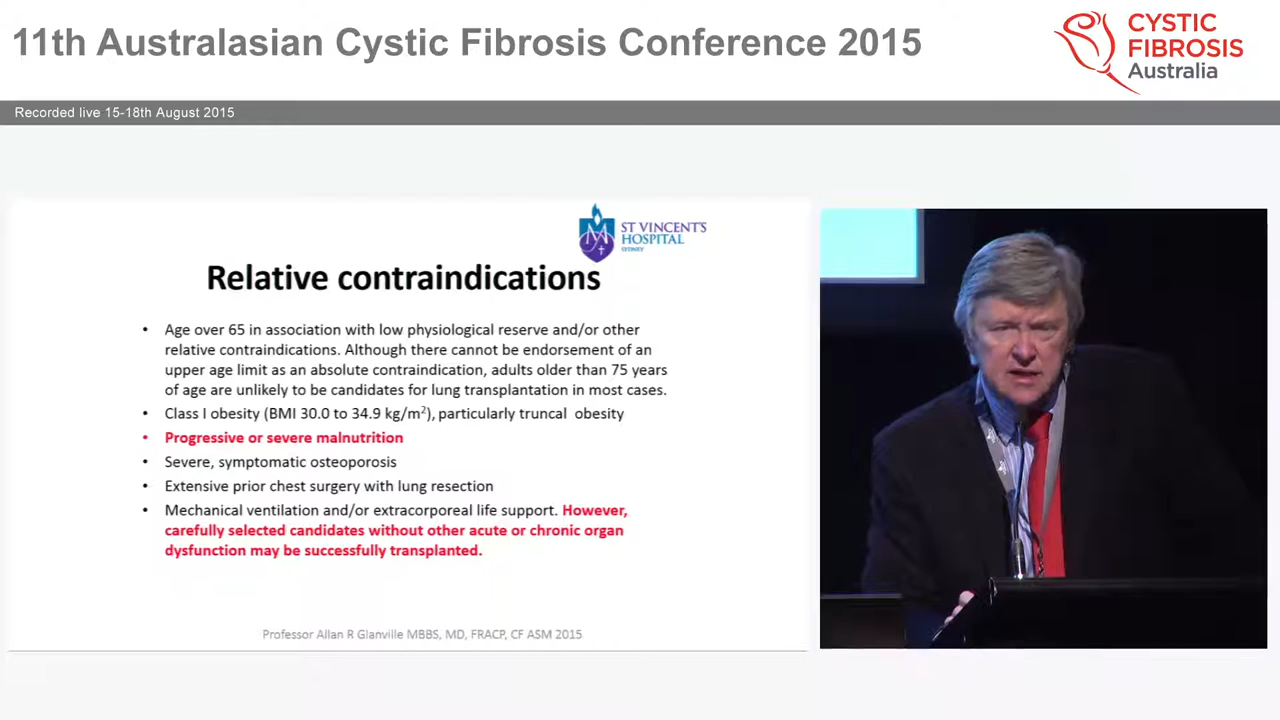 11th Australasian Cystic Fibrosis Conference 2015
CYSTIC
FIBROSIS
Australia
Recorded live 15-18th August 2015
ST VINCENT'S
HOSPITAL
SYDNEY
Relative contraindications
• Age over 65 in association with low physiological reserve and/or other
relative contraindications. Although there cannot be endorsement of an
upper age limit as an absolute contraindication, adults older than 75 years
of age are unlikely to be candidates for lung transplantation in most cases.
• Class I obesity (BMI 30.0 to 34.9 kg/m²), particularly truncal obesity
• Progressive or severe malnutrition
• Severe, symptomatic osteoporosis
• Extensive prior chest surgery with lung resection
• Mechanical ventilation and/or extracorporeal life support. However,
carefully selected candidates without other acute or chronic organ
dysfunction may be successfully transplanted.
Professor Allan R Glanville MBBS, MD, FRACP, CF ASM 2015